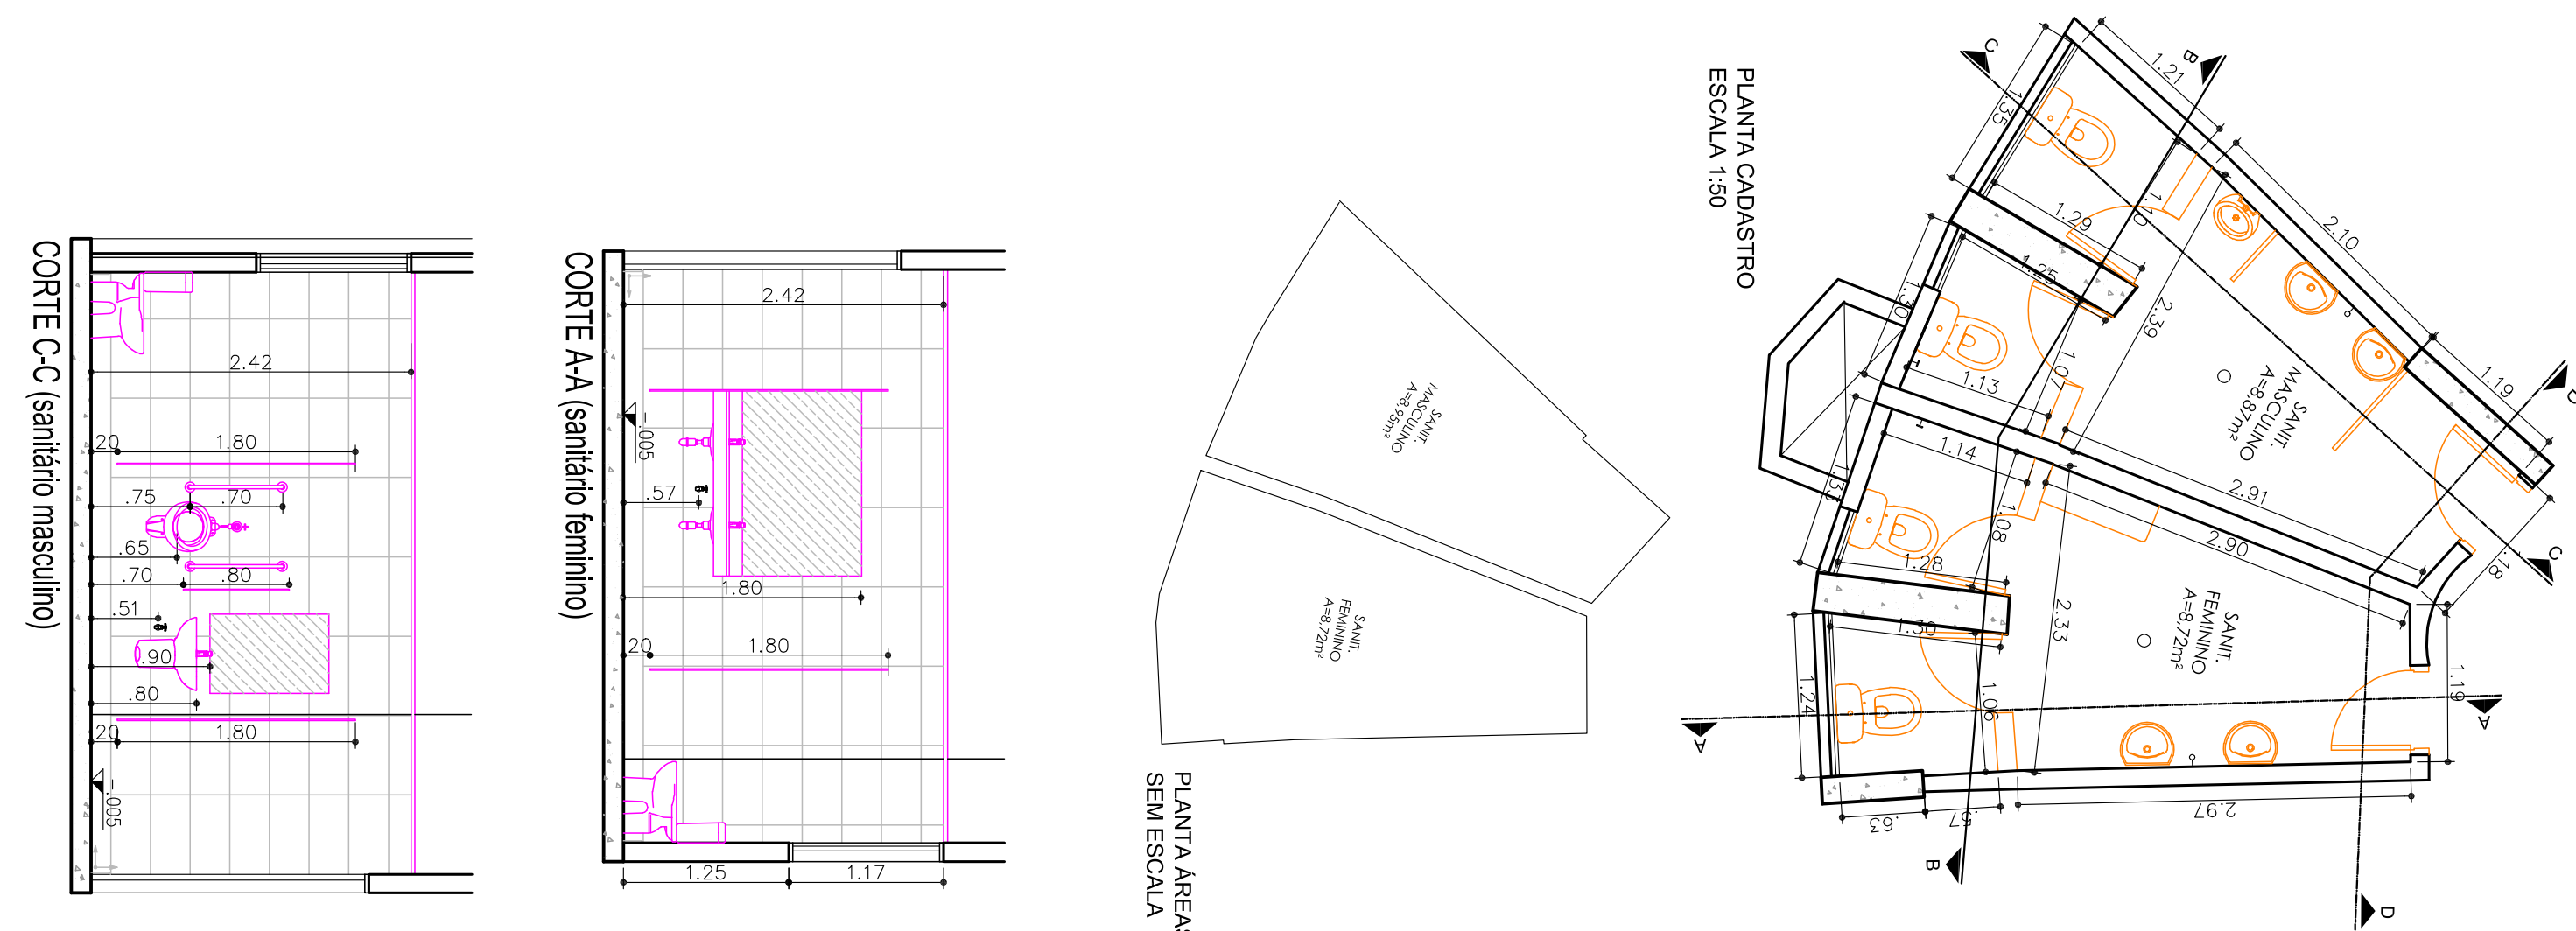 CORTE C-C (sanitário masculino)
2.42
20
1.80
.75
.70
.65
.70
.80
.51
.90
.80
20
1.80
-.005
CORTE A-A (sanitário feminino)
2.42
-.005
.57
1.80
20
1.80
1.25
1.17
PLANTA ÁREAS
SEM ESCALA
SANIT.
MASCULINO
A=8,95m²
SANIT.
FEMININO
A=8,72m²
PLANTA CADASTRO
ESCALA 1:50
C
B
D
1.21
1.35
1.29
1.10
2.10
1.25
2.39
1.30
1.13
1.07
1.19
SANIT.
MASCULINO
A=8,87m²
1.14
2.91
2.90
1.08
1.28
2.33
1.30
.18
C
SANIT.
FEMININO
A=8,72m²
1.24
1.06
1.19
A
A
.63
.57
2.97
B
D